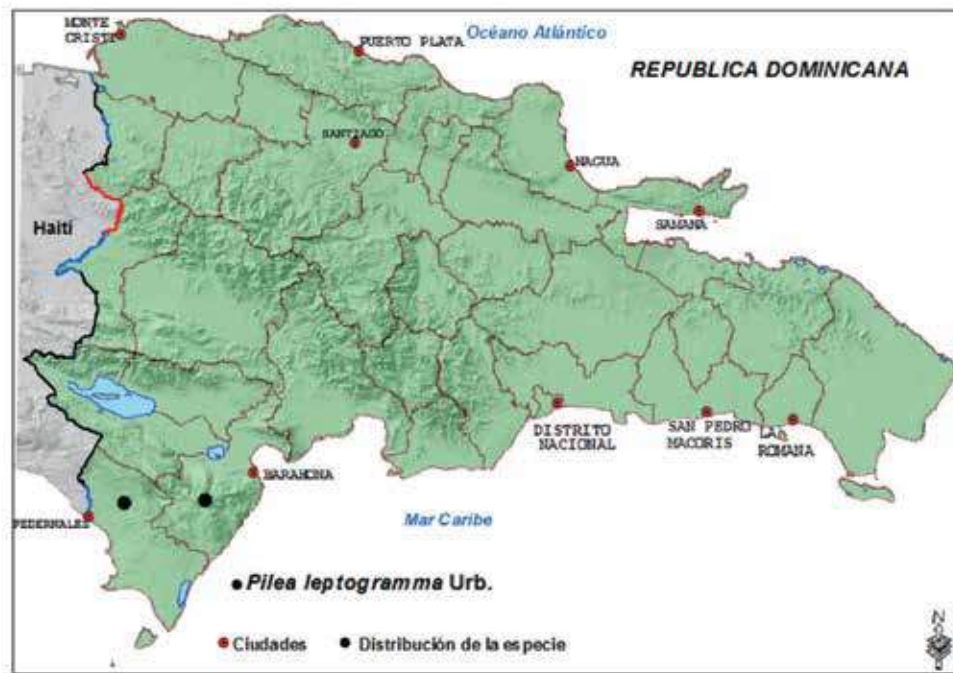 MONTE-
CRISTI
PUERTO PLATA
Océano Atlántico
REPUBLICA DOMINICANA
SANTIAGO
NAGUA
SAMANA
Haití
DISTRITO
NACIONAL
SAN PEDRO
MACORIS
LA
ROMANA
BARAHONA
PEDERNALES
Mar Caribe
Pilea leptogramma Urb.
Ciudades
Distribución de la especie
N